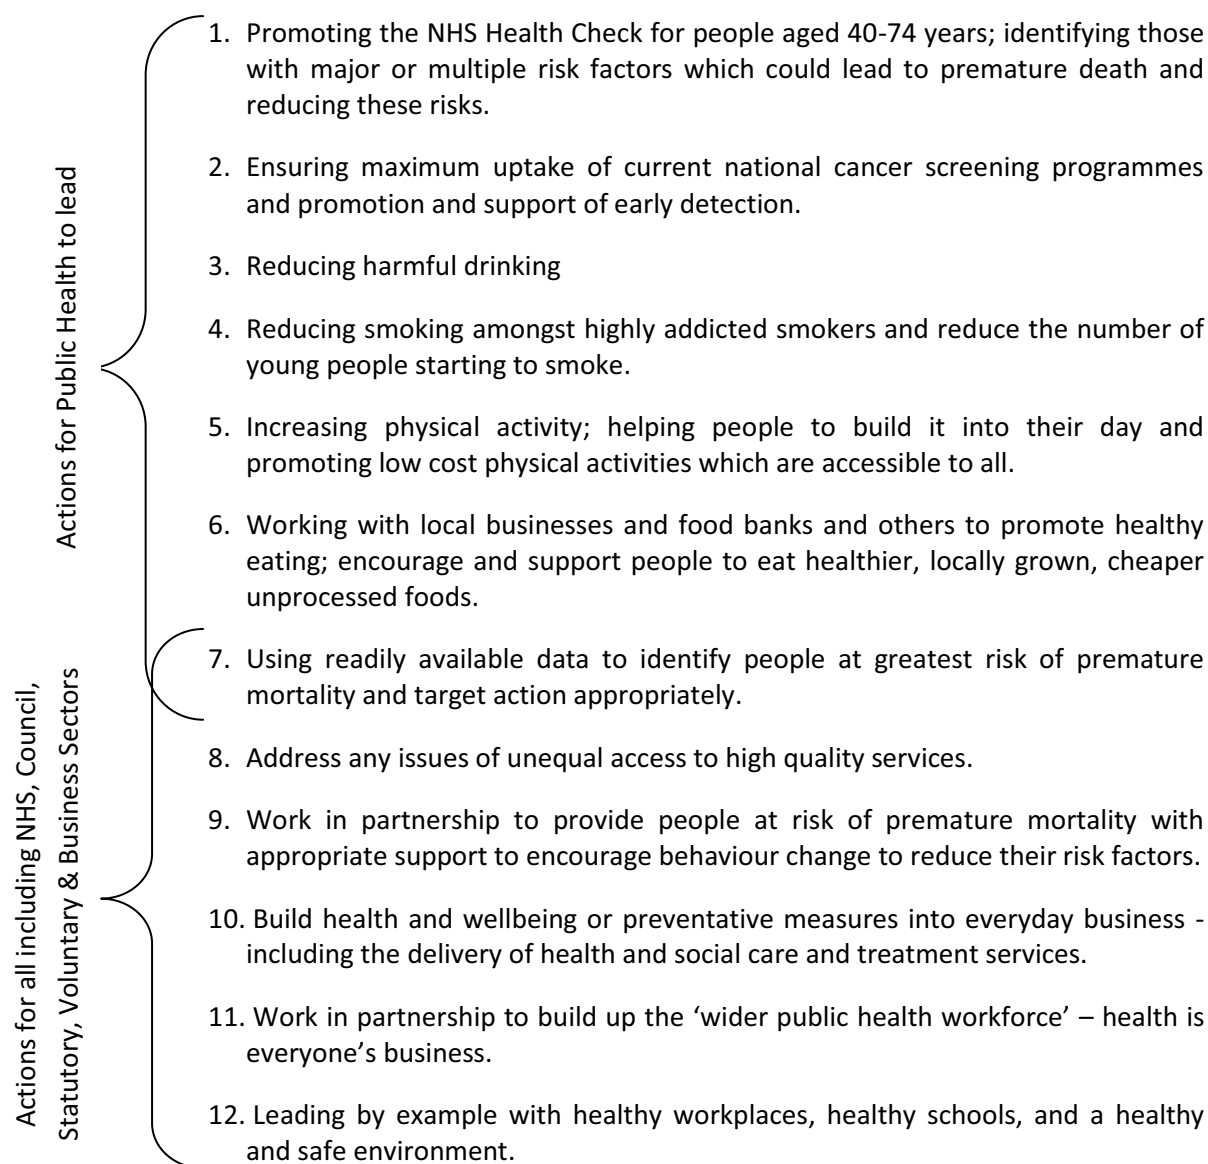 1. Promoting the NHS Health Check for people aged 40-74 years; identifying those
with major or multiple risk factors which could lead to premature death and
reducing these risks.
2. Ensuring maximum uptake of current national cancer screening programmes
and promotion and support of early detection.
3. Reducing harmful drinking
4. Reducing smoking amongst highly addicted smokers and reduce the number of
young people starting to smoke.
5. Increasing physical activity; helping people to build it into their day and
promoting low cost physical activities which are accessible to all.
6. Working with local businesses and food banks and others to promote healthy
eating; encourage and support people to eat healthier, locally grown, cheaper
unprocessed foods.
7. Using readily available data to identify people at greatest risk of premature
mortality and target action appropriately.
8. Address any issues of unequal access to high quality services.
9. Work in partnership to provide people at risk of premature mortality with
appropriate support to encourage behaviour change to reduce their risk factors.
10. Build health and wellbeing or preventative measures into everyday business -
including the delivery of health and social care and treatment services.
11. Work in partnership to build up the ‘wider public health workforce’ – health is
everyone’s business.
12. Leading by example with healthy workplaces, healthy schools, and a healthy
and safe environment.
Actions for Public Health to lead
Actions for all including NHS, Council,
Statutory, Voluntary & Business Sectors